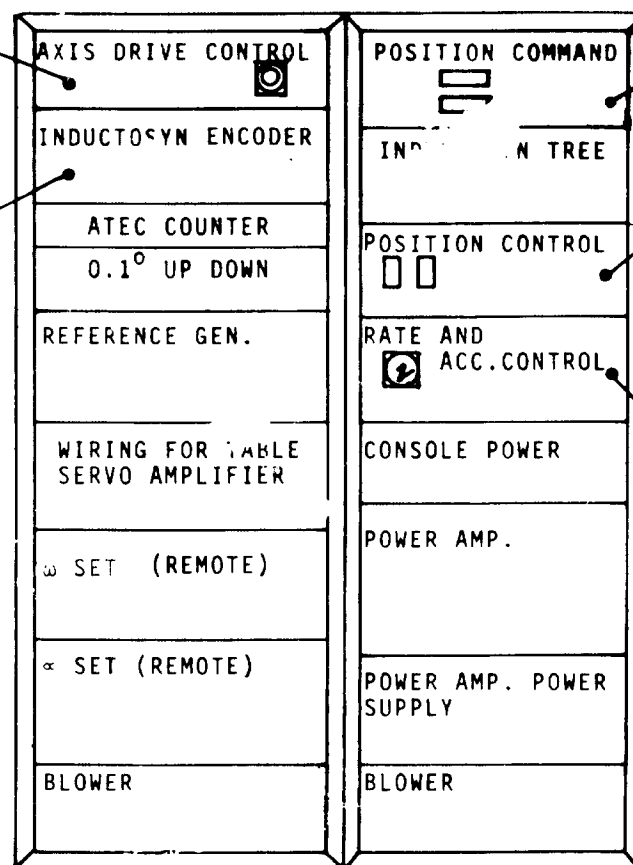 AXIS DRIVE CONTROL
INDUCTOSYN ENCODER
ATEC COUNTER
0.1° UP DOWN
REFERENCE GEN.
WIRING FOR TABLE
SERVO AMPLIFIER
ω SET (REMOTE)
∝ SET (REMOTE)
BLOWER
POSITION COMMAND
TREE
POSITION CONTROL
RATE AND
ACC.CONTROL
CONSOLE POWER
POWER AMP.
POWER AMP. POWER
SUPPLY
BLOWER